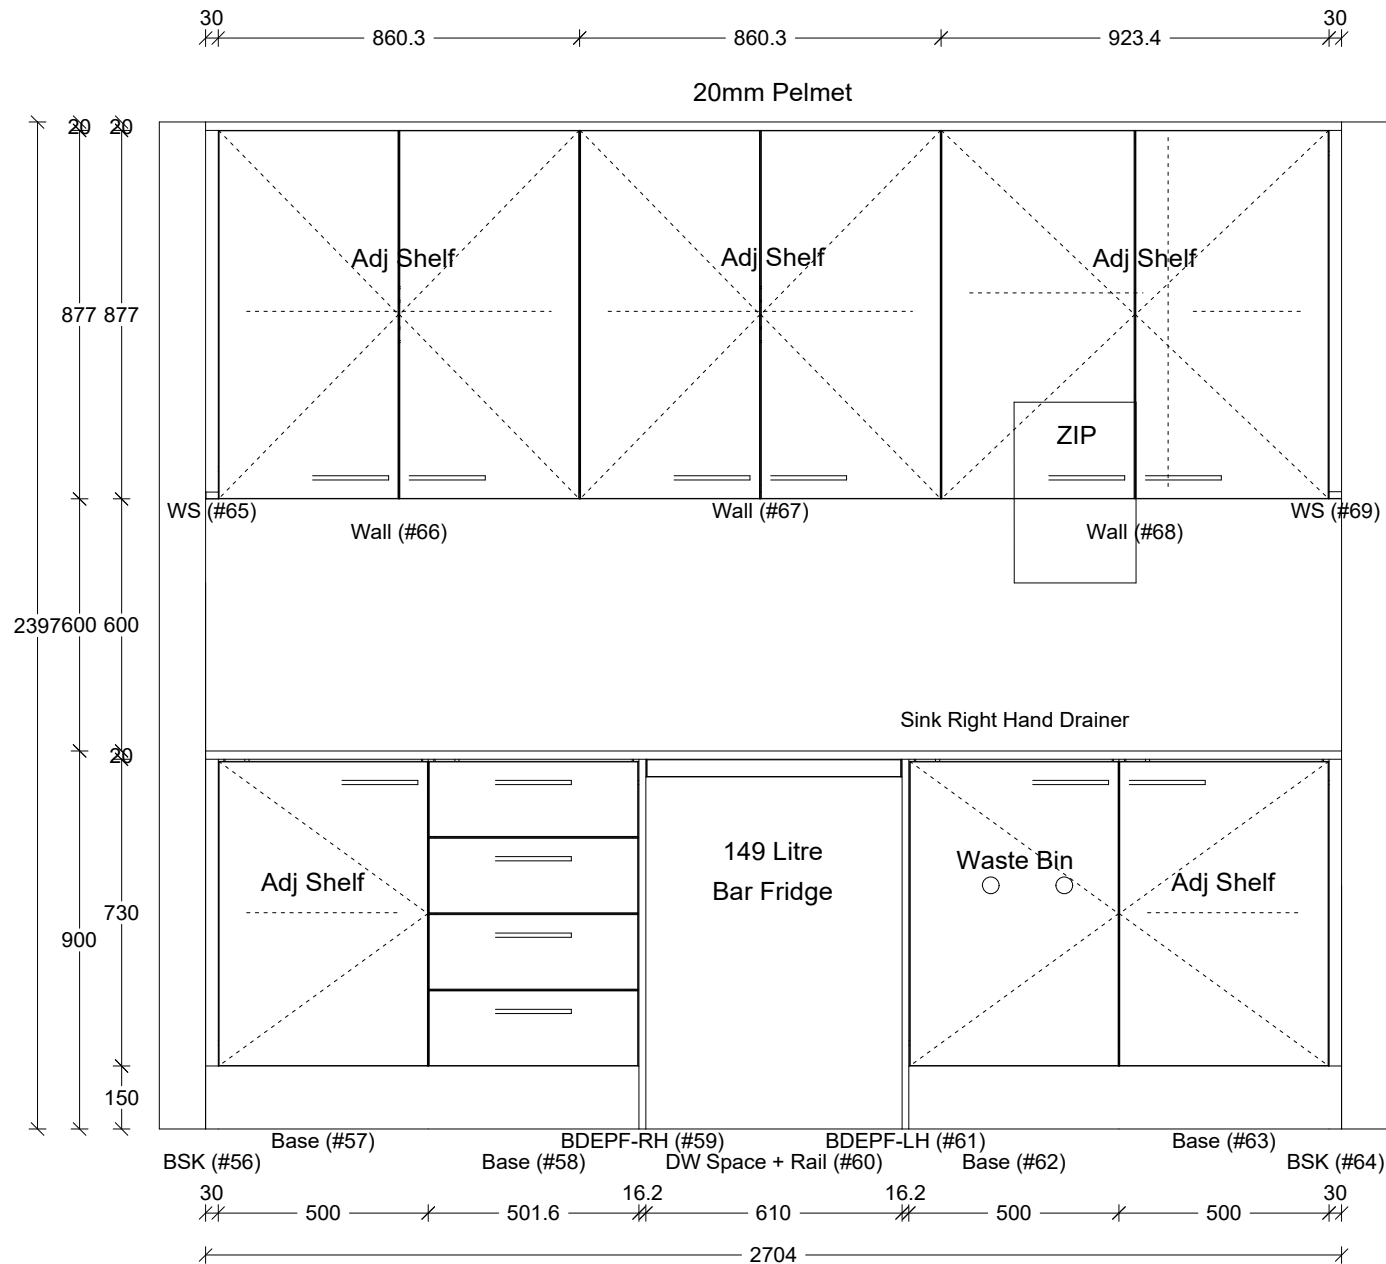 30 30
860.3 860.3 923.4
20mm Pelmet
20 20
Adj Shelf Adj Shelf Adj Shelf
877 877
ZIP
WS (#65) Wall (#67) WS (#69)
Wall (#66) Wall (#68)
2397 600 600
Sink Right Hand Drainer
20
149 Litre
Bar Fridge
Waste Bin
Adj Shelf Adj Shelf
730
900
150
Base (#57) BDEPF-RH (#59) BDEPF-LH (#61) Base (#63)
BSK (#56) Base (#58) DW Space + Rail (#60) Base (#62) BSK (#64)
30 16.2 16.2 30
500 501.6 610 500 500
2704